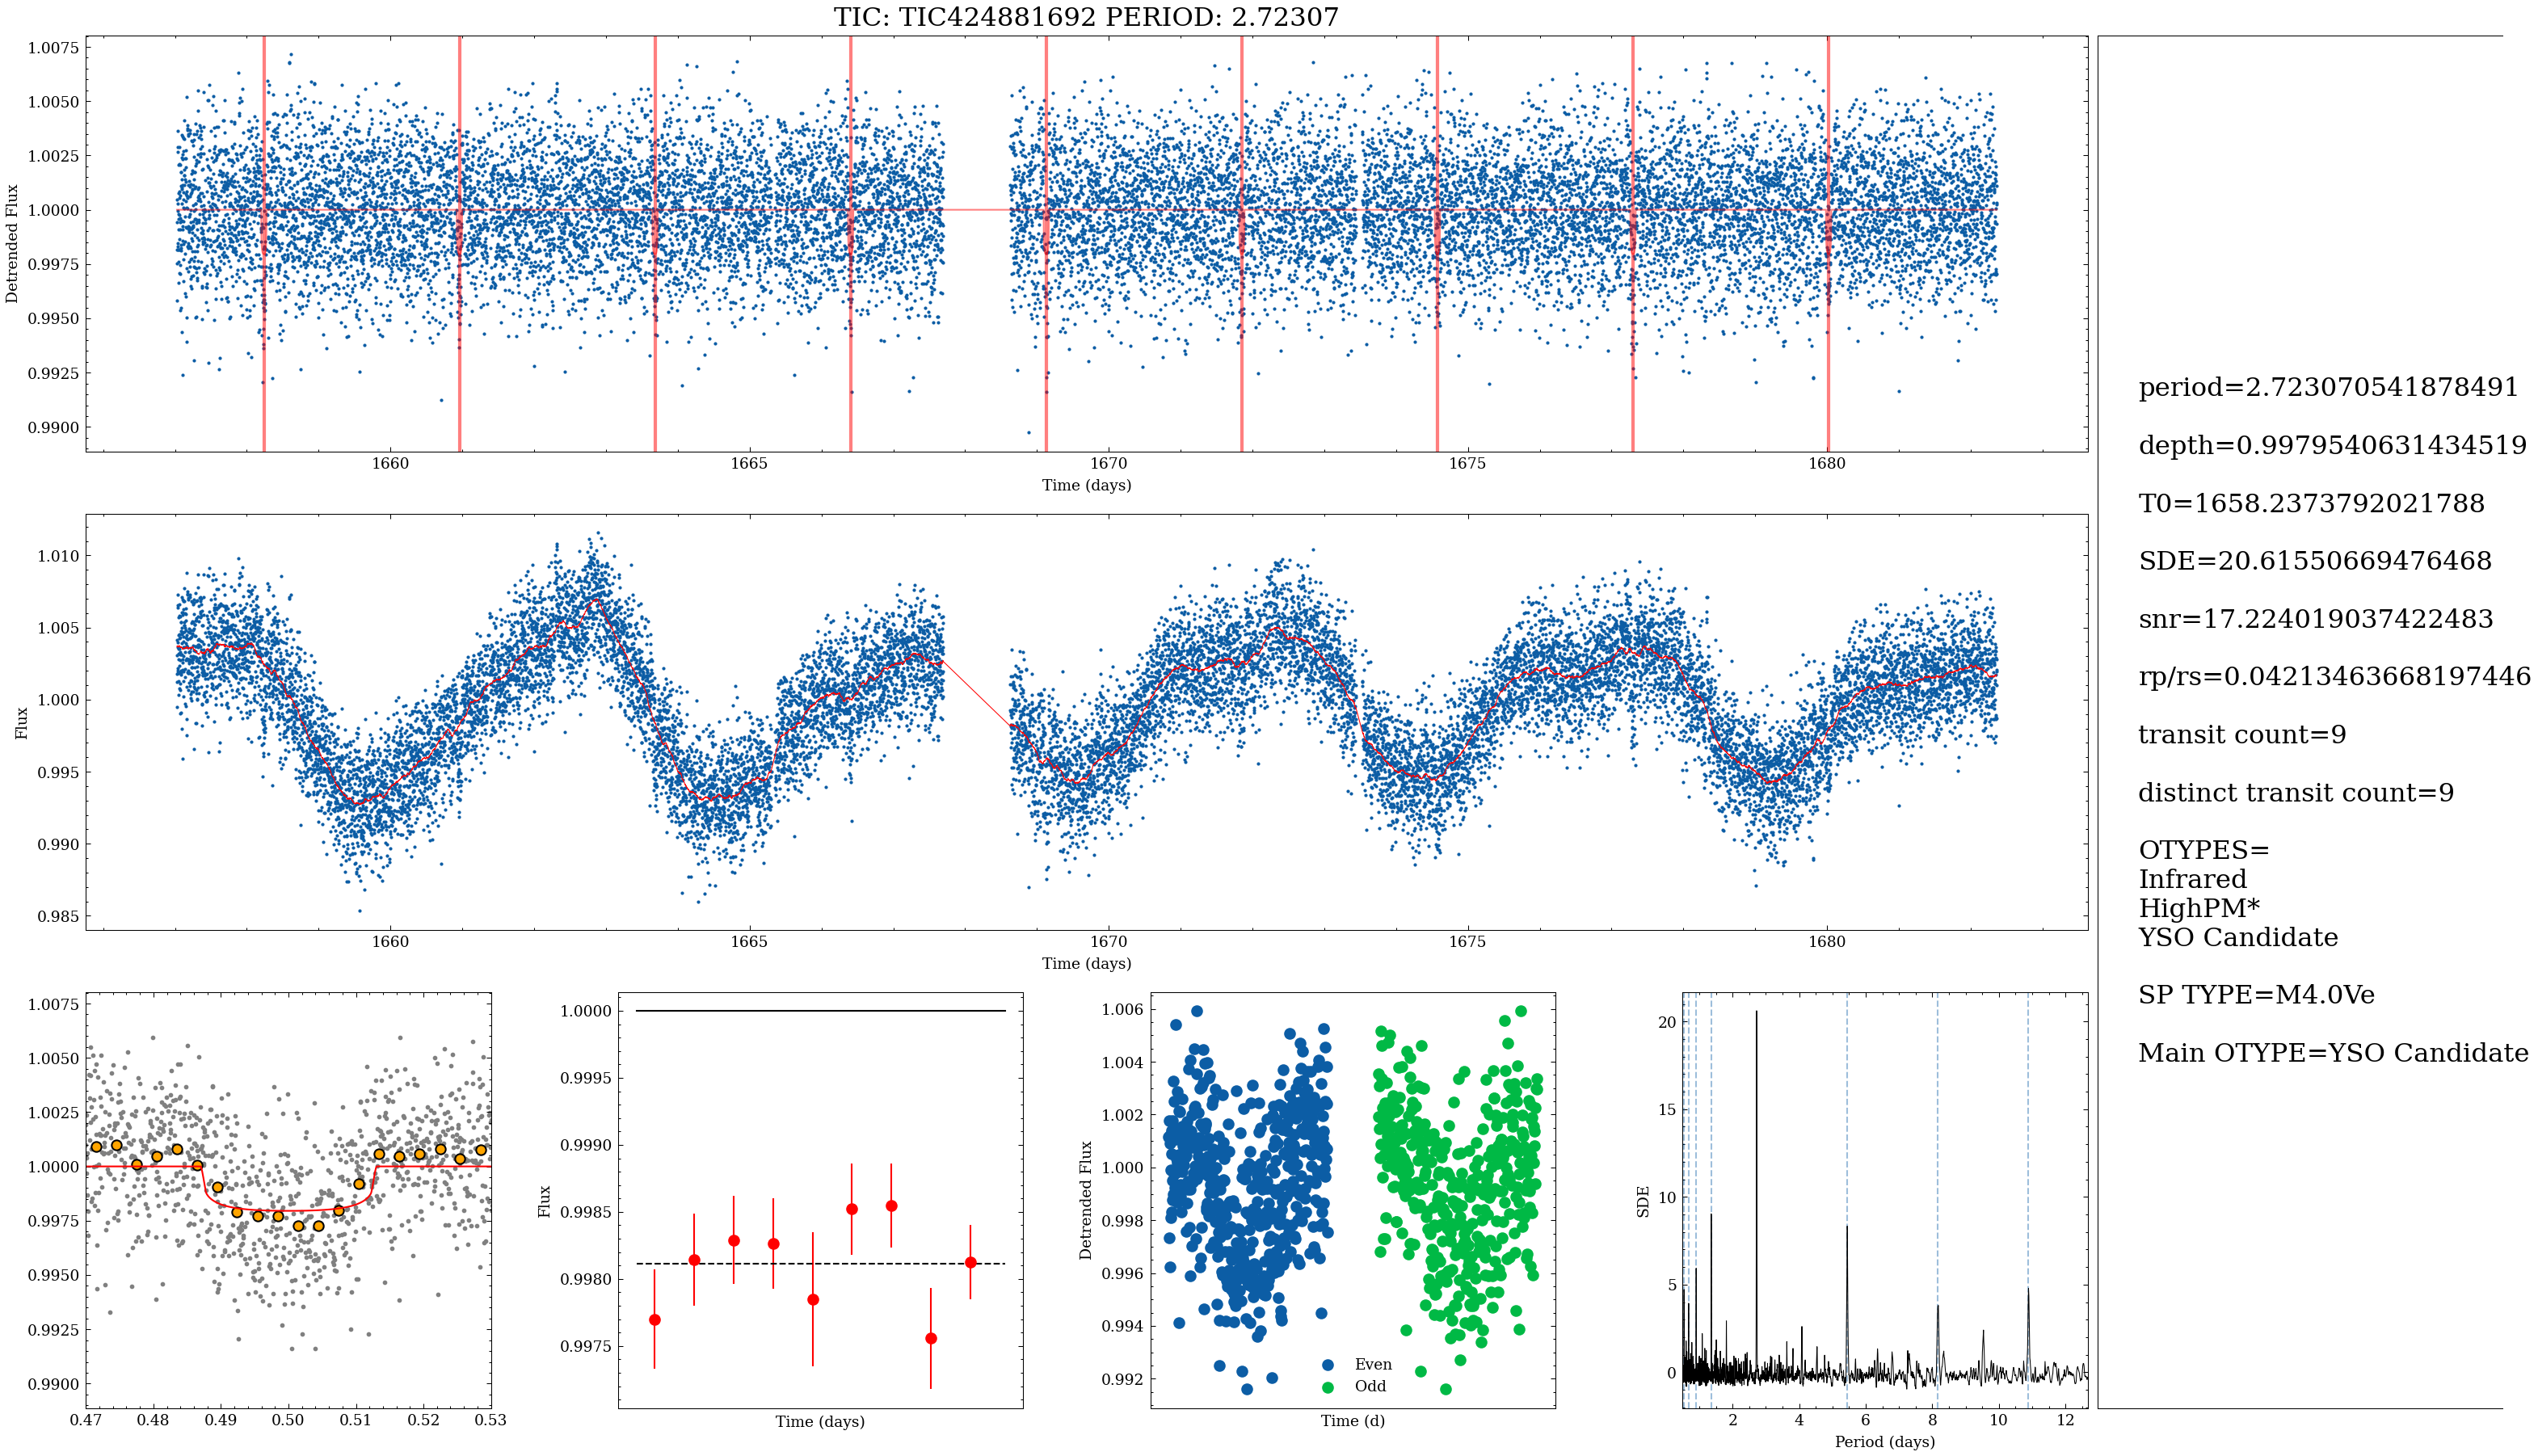 TIC: TIC424881692 PERIOD: 2.72307
1.0075
1.0050
1.0025
1.0000
0.9975
0.9950
0.9925
0.9900
Detrended Flux
1660
1665
1670
1675
1680
Time (days)
1.010
1.005
1.000
0.995
0.990
0.985
Flux
1660
1665
1670
1675
1680
Time (days)
1.0075
1.0050
1.0025
1.0000
0.9975
0.9950
0.9925
0.9900
0.47
0.48
0.49
0.50
0.51
0.52
0.53
1.0000
0.9995
0.9990
0.9985
0.9980
0.9975
Flux
Time (days)
1.006
1.004
1.002
1.000
0.998
0.996
0.994
0.992
Detrended Flux
Even
Odd
Time (d)
20
15
10
5
0
SDE
2
4
6
8
10
12
Period (days)
period=2.723070541878491
depth=0.9979540631434519
T0=1658.2373792021788
SDE=20.61550669476468
snr=17.224019037422483
rp/rs=0.04213463668197446
transit count=9
distinct transit count=9
OTYPES=
Infrared
HighPM*
YSO Candidate
SP TYPE=M4.0Ve
Main OTYPE=YSO Candidate